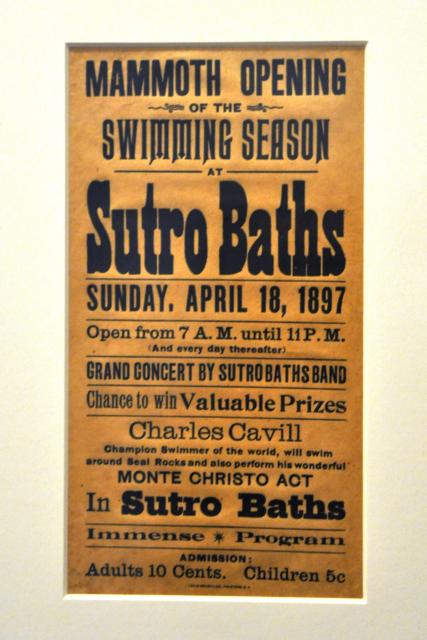 MAMMOTH OPENING
OF THE
SWIMMING SEASON
AT
Sutro Baths
SUNDAY, APRIL 18, 1897
Open from 7 A. M. until 11 P. M.
(And every day thereafter)
GRAND CONCERT BY SUTRO BATHS BAND
Chance to win Valuable Prizes
Charles Cavill
Champion Swimmer of the world, will swim
around Seal Rocks and also perform his wonderful
MONTE CHRISTO ACT
In Sutro Baths
Immense Program
ADMISSION:
Adults 10 Cents. Children 5c